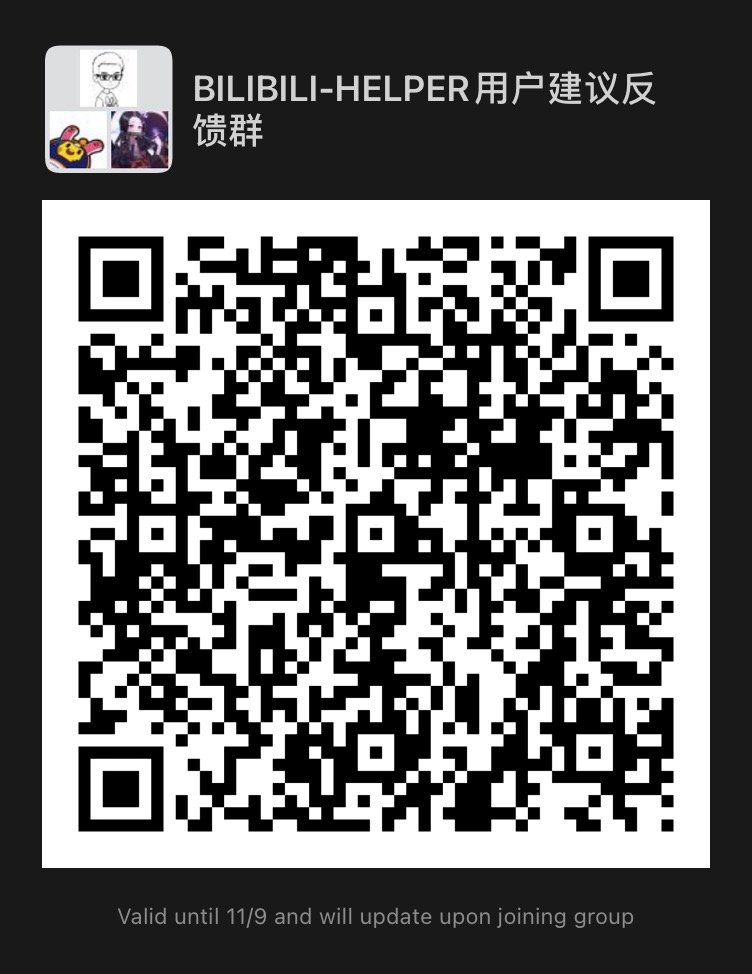 BILIBILI-HELPER用户建议反
馈群
Valid until 11/9 and will update upon joining group